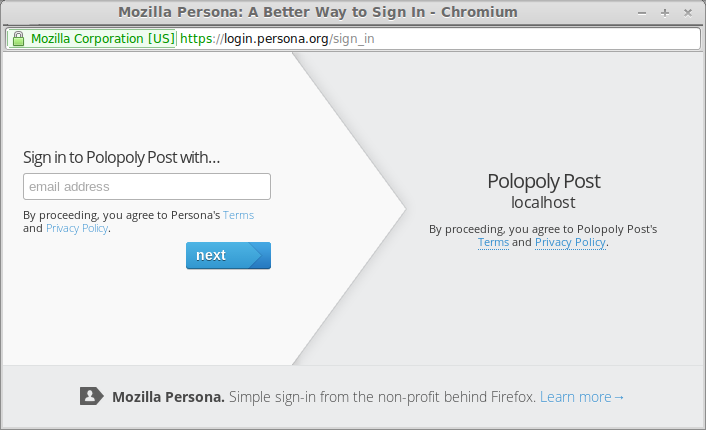 Mozilla Persona: A Better Way to Sign In - Chromium
Mozilla Corporation [US] https://login.persona.org/sign_in
Sign in to Polopoly Post with...
email address
By proceeding, you agree to Persona's Terms
and Privacy Policy.
next
Polopoly Post
localhost
By proceeding, you agree to Polopoly Post's
Terms and Privacy Policy.
Mozilla Persona. Simple sign-in from the non-profit behind Firefox. Learn more→